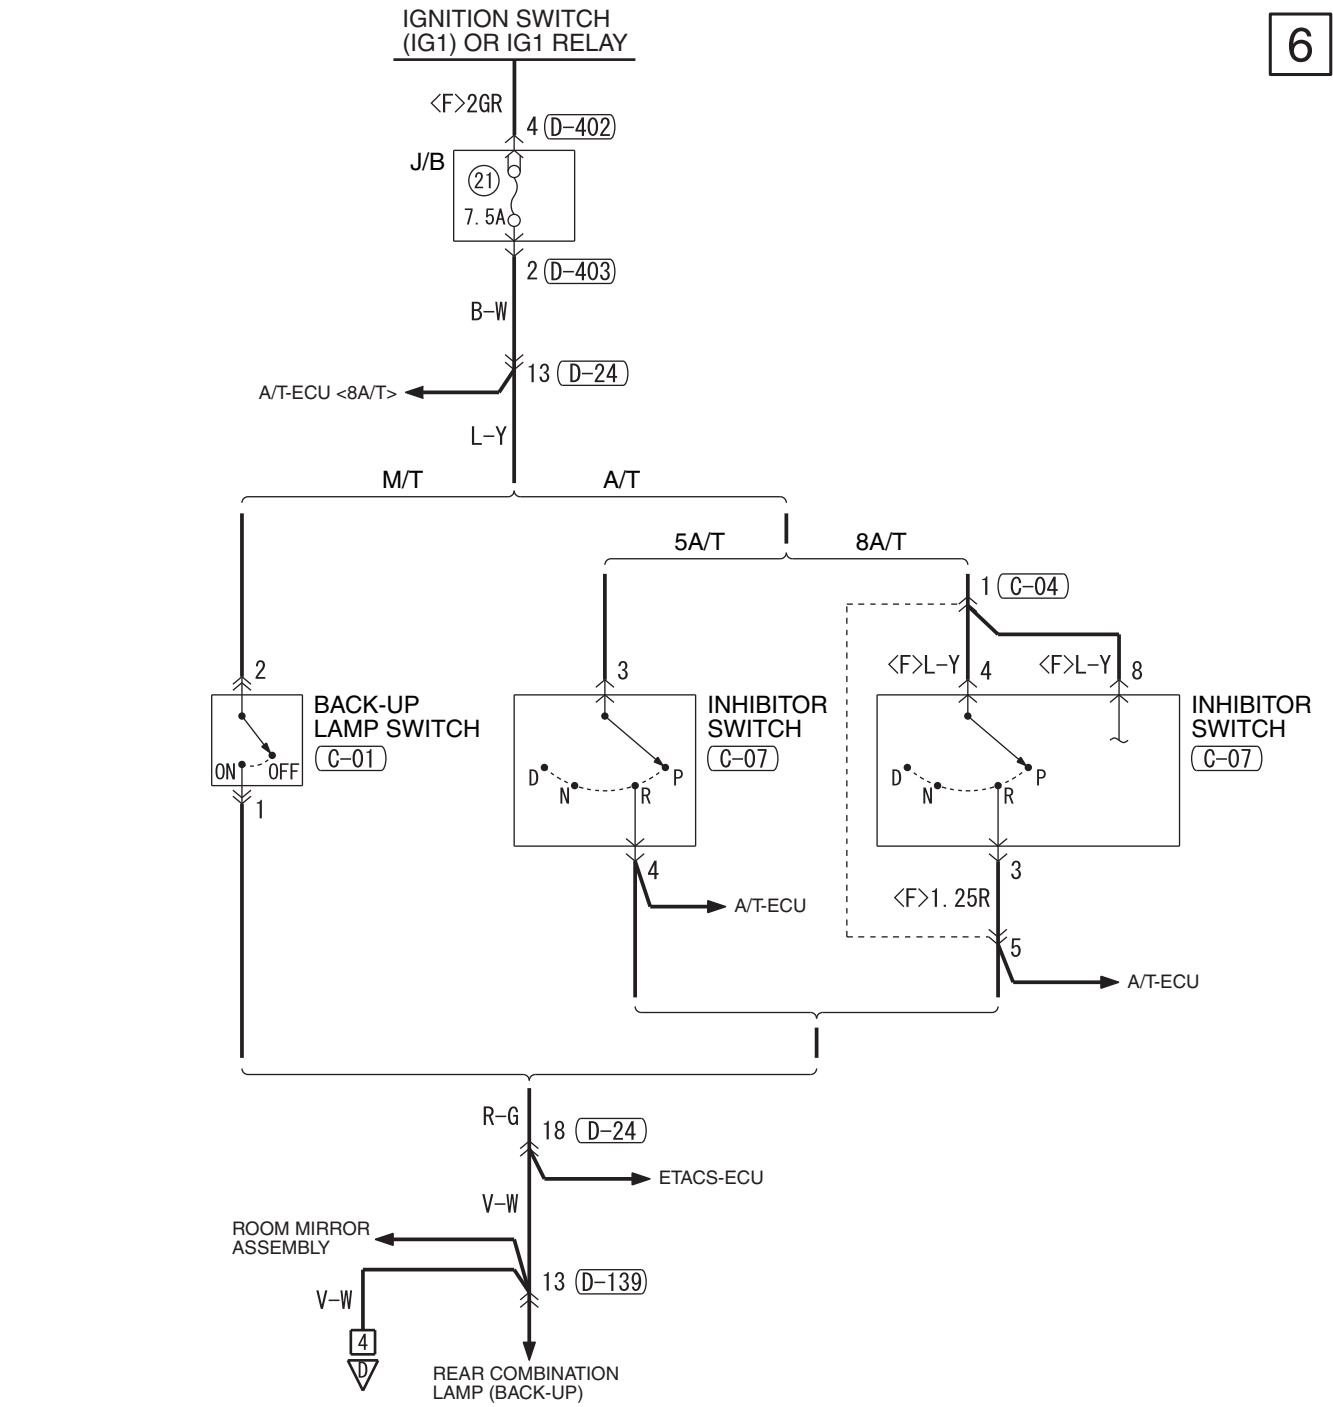 IGNITION SWITCH
(IG1) OR IG1 RELAY
6
<F>2GR
4 D-402
J/B
21
7.5A
2 D-403
B-W
13 D-24
A/T-ECU <8A/T>
L-Y
M/T A/T
5A/T 8A/T
1 C-04
2
3
<F>L-Y 4
<F>L-Y 8
BACK-UP
LAMP SWITCH
C-01
ON OFF
1
INHIBITOR
SWITCH
C-07
D N R P
4
A/T-ECU
INHIBITOR
SWITCH
C-07
D N R P
3
<F>1.25R
5
A/T-ECU
R-G
18 D-24
ETACS-ECU
V-W
ROOM MIRROR
ASSEMBLY
13 D-139
V-W
4
D
REAR COMBINATION
LAMP (BACK-UP)